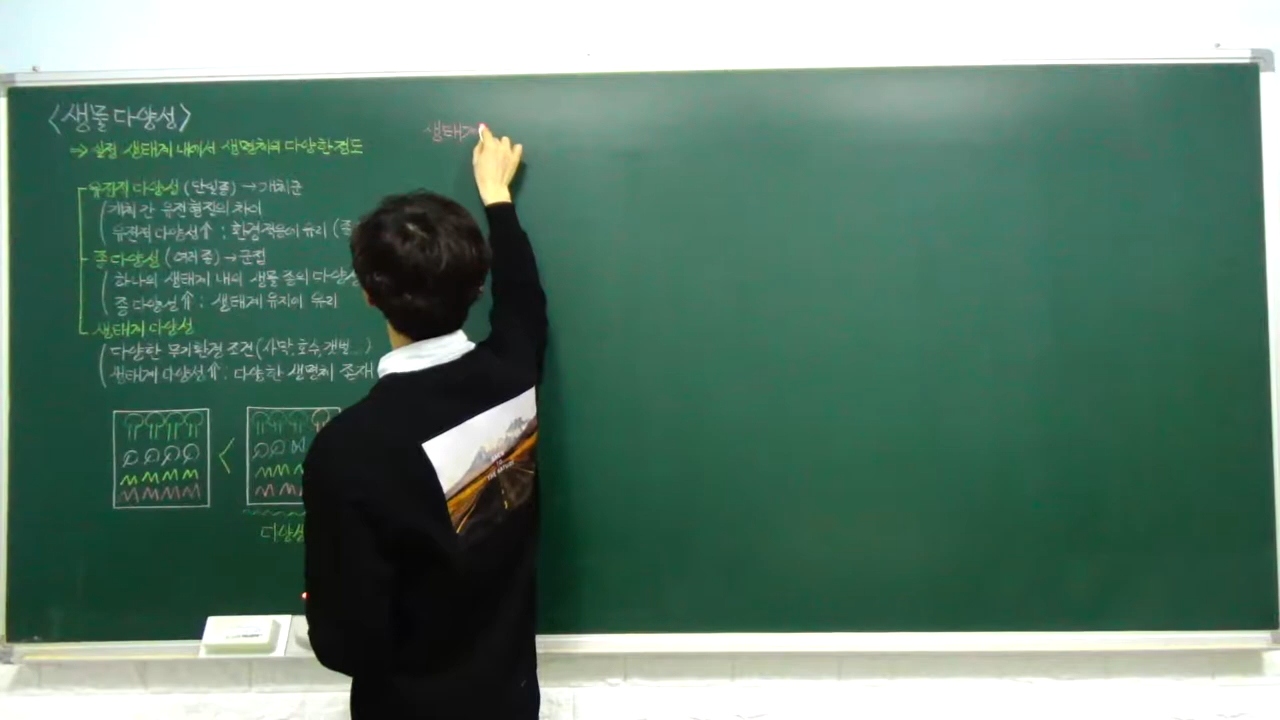 <생물다양성>
⇒ 일정 생태계 내에서 생명체의 다양한 정도
유전적 다양성 (단일종) → 개체군
개체 간 유전형질의 차이
유전적 다양성↑ : 환경적응에 유리 (종
종 다양성 (여러종) → 군집
하나의 생태계 내의 생물 종의 다양성
종 다양성↑ : 생태계 유지에 유리
생태계 다양성
다양한 무기환경 조건 (사막, 호수, 갯벌...)
생태계 다양성↑ : 다양한 생명체 존재
<
다양성
생태계